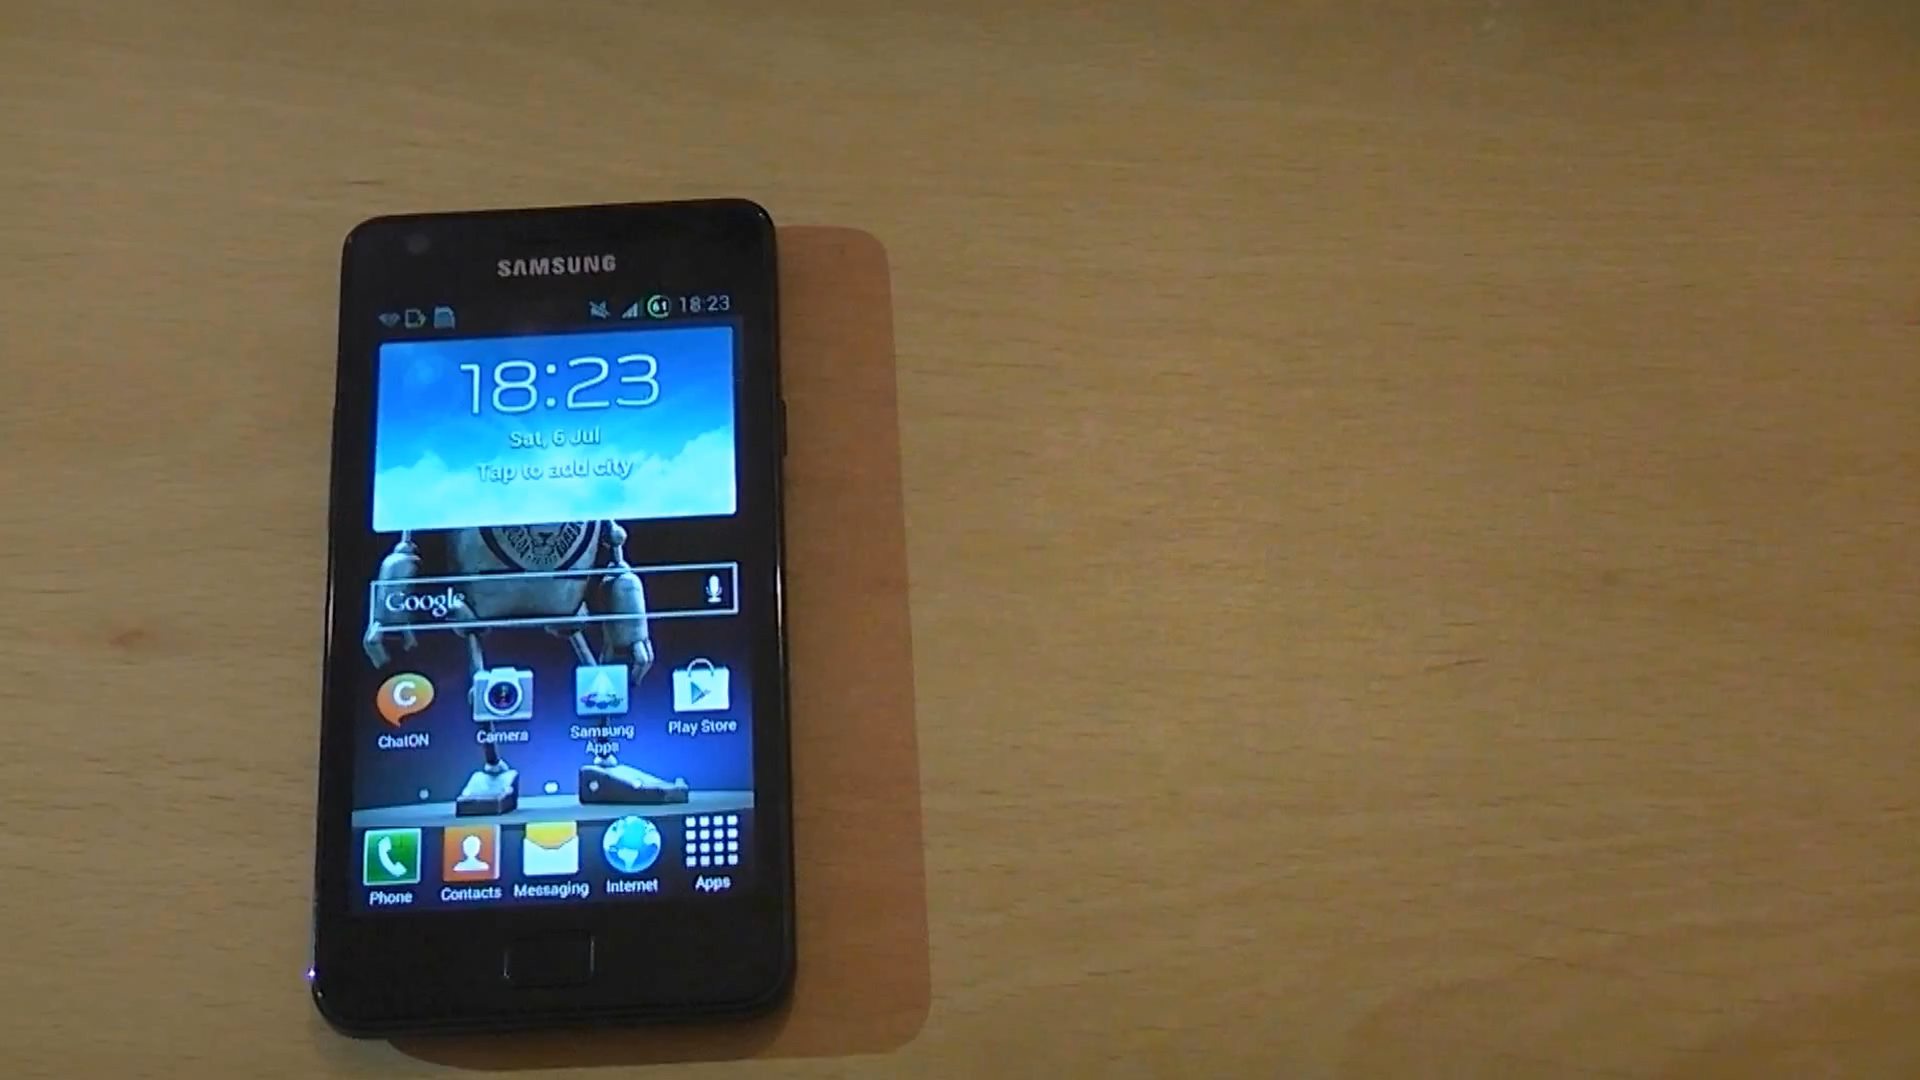 SAMSUNG
61 18:23
18:23
Sat, 6 Jul
Tap to add city
Google
C
ChatON
Camera
Samsung
Apps
Play Store
Phone
Contacts
Messaging
Internet
Apps